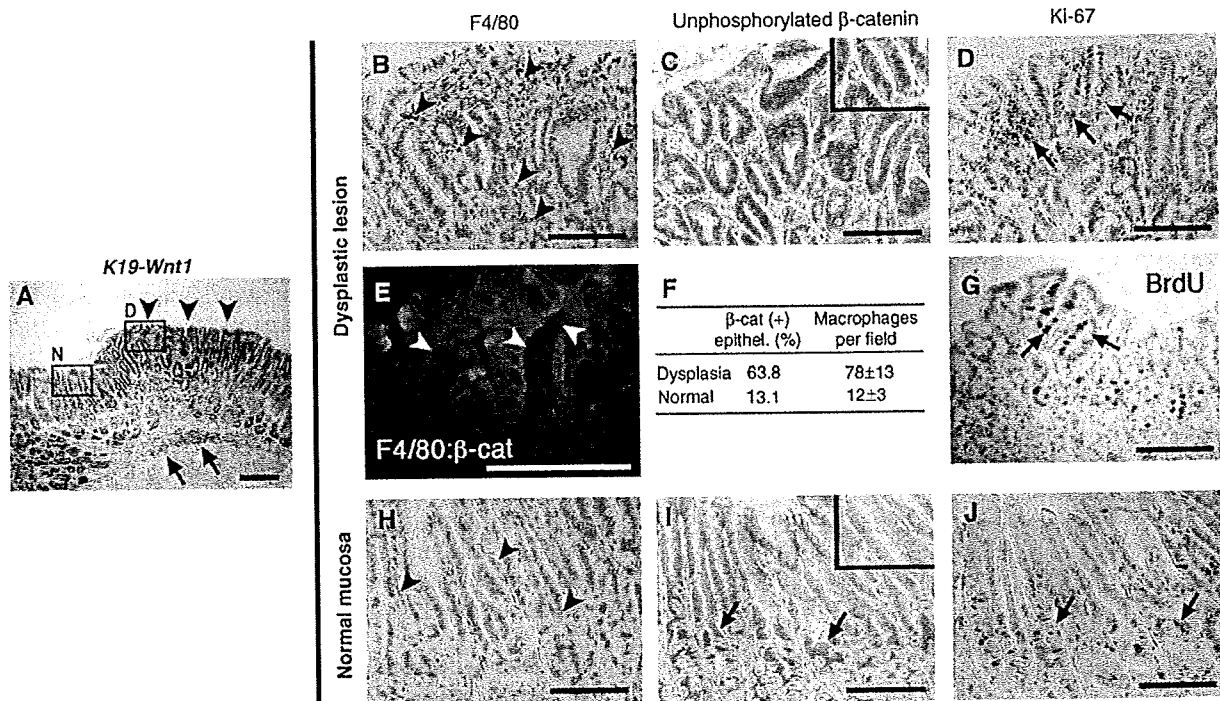 F4/80
Unphosphorylated β-catenin
Ki-67
Dysplastic lesion
B
C
D
K19-Wnt1
A
D
N
E
F4/80:β-cat
F
β-cat (+) Macrophages
epithel. (%) per field
Dysplasia 63.8 78±13
Normal 13.1 12±3
G
BrdU
Normal mucosa
H
I
J